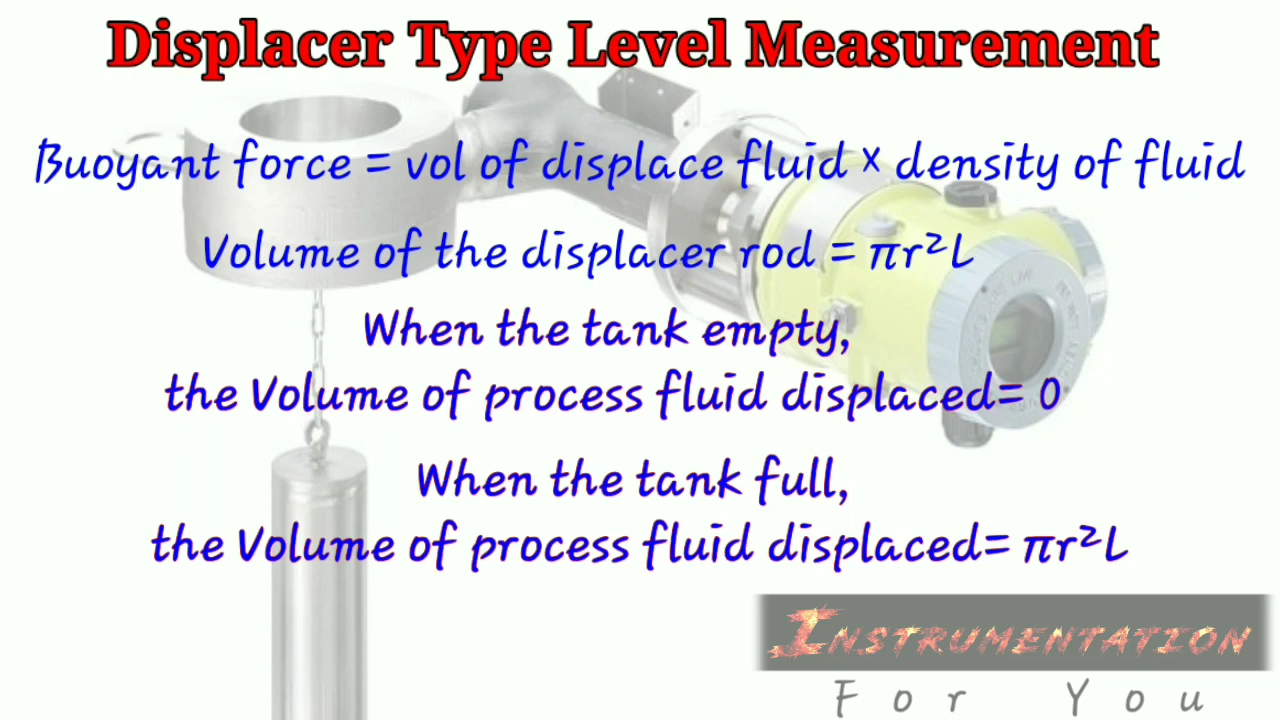 Displacer Type Level Measurement
Buoyant force = vol of displace fluid × density of fluid
Volume of the displacer rod = πr²L
When the tank empty,
the Volume of process fluid displaced= 0
When the tank full,
the Volume of process fluid displaced= πr²L
INSTRUMENTATION
For You